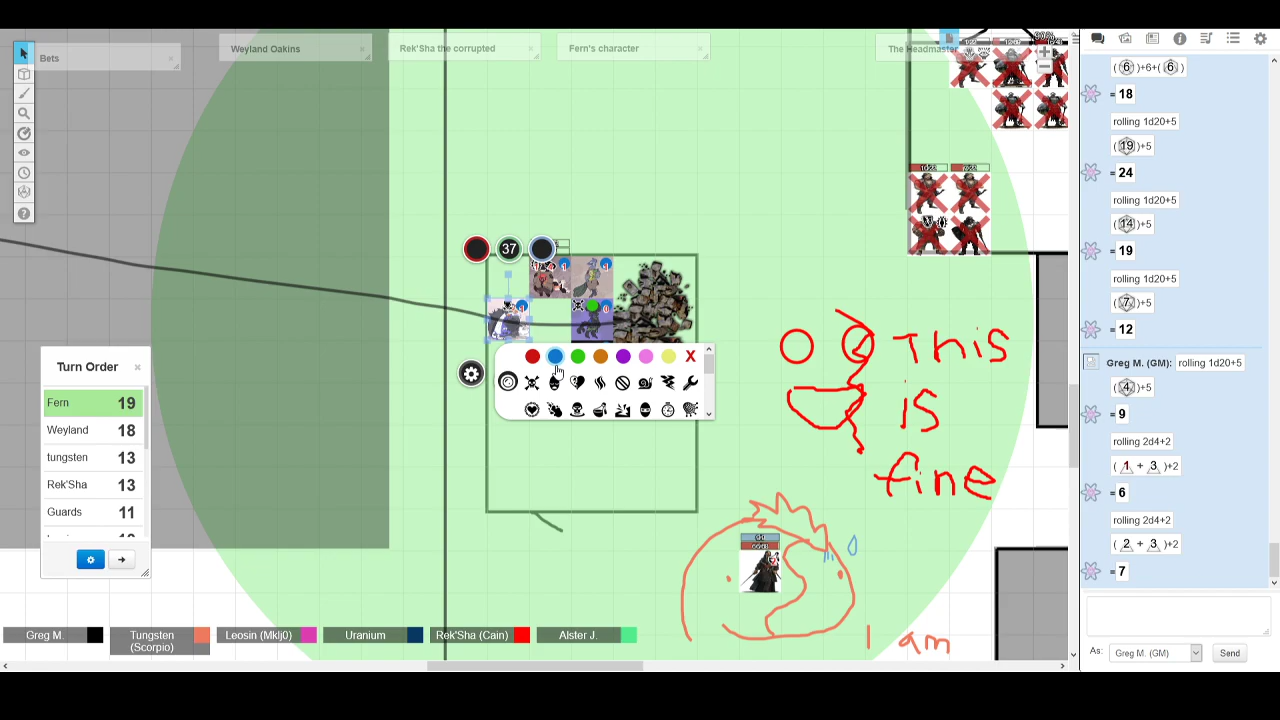 Bets
Weyland Oakins
Rek'Sha the corrupted
Fern's character
The Headmaster
(6)+6+(6)
=18
rolling 1d20+5
(19)+5
=24
rolling 1d20+5
(14)+5
=19
rolling 1d20+5
(7)+5
=12
Greg M. (GM): rolling 1d20+5
(4)+5
=9
rolling 2d4+2
(1+3)+2
=6
rolling 2d4+2
(2+3)+2
=7
37
Turn Order
Fern 19
Weyland 18
tungsten 13
Rek'Sha 13
Guards 11
This
is
fine
I am
Greg M.
Tungsten (Scorpio)
Leosin (Mklj0)
Uranium
Rek'Sha (Cain)
Alster J.
As: Greg M. (GM)
Send